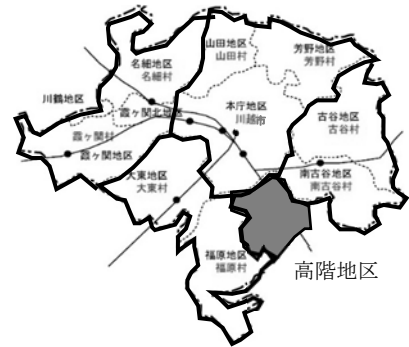 山田地区
山田村
芳野地区
芳野村
名細地区
名細村
川鶴地区
霞ヶ関北地区
本庁地区
川越市
古谷地区
古谷村
霞ヶ関村
霞ヶ関地区
大東地区
大東村
南古谷地区
南古谷村
福原地区
福原村
高階地区